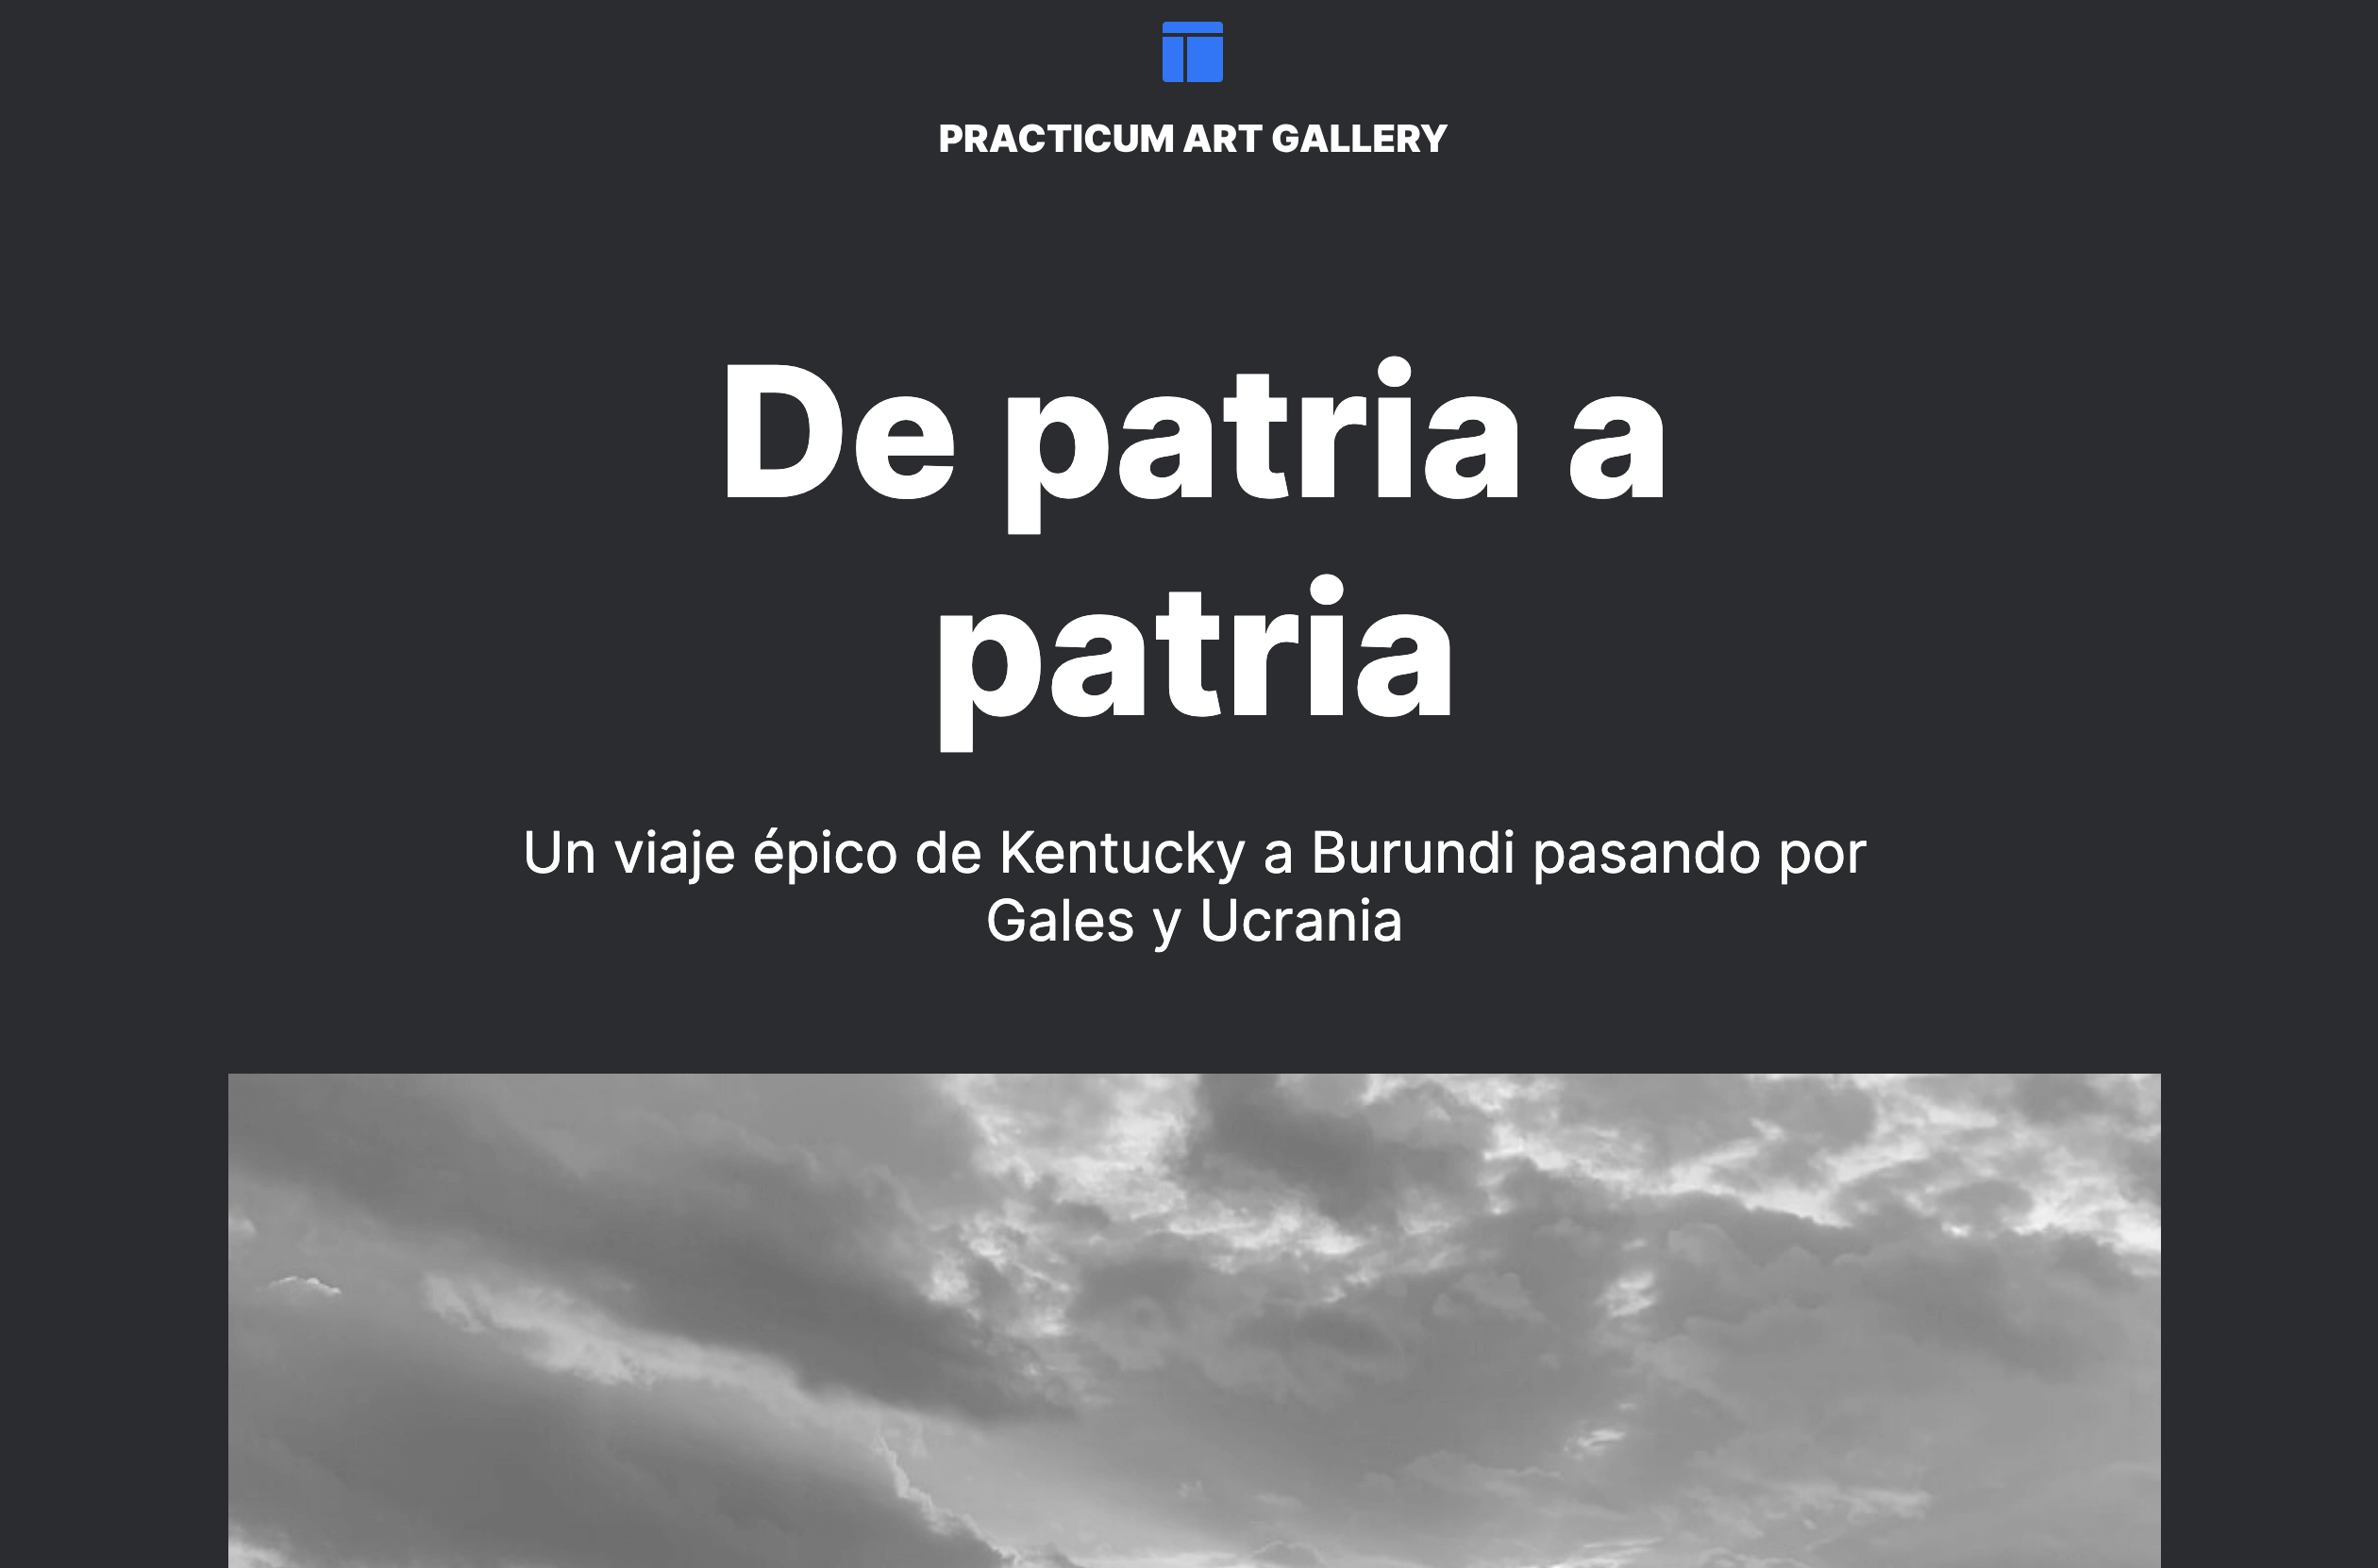 PRACTICUM ART GALLERY
De patria a
patria
Un viaje épico de Kentucky a Burundi pasando por
Gales y Ucrania